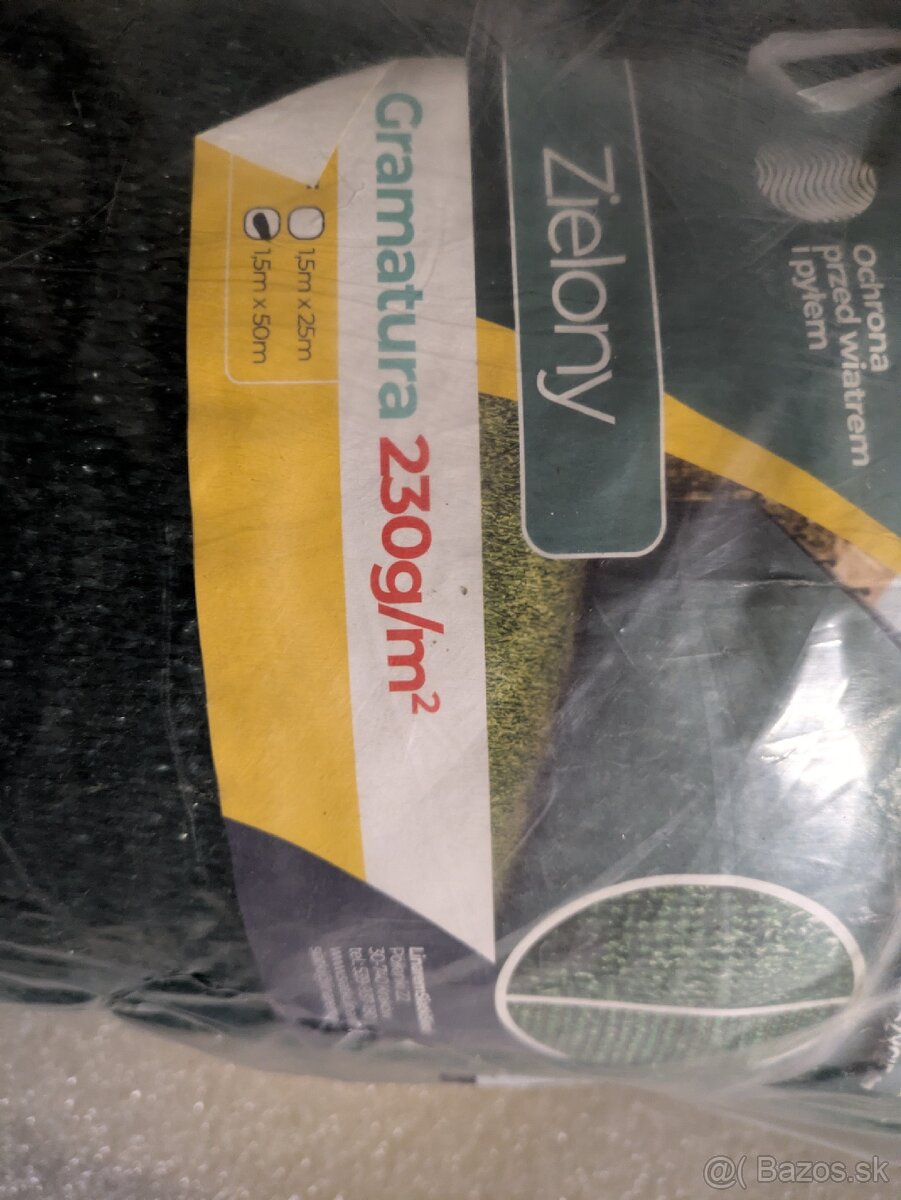 Ochrona
przed wiatrem
i pyłem
Zielony
Gramatura 230g/m²
1,5m x 25m
1,5m x 50m
@( Bazos.sk